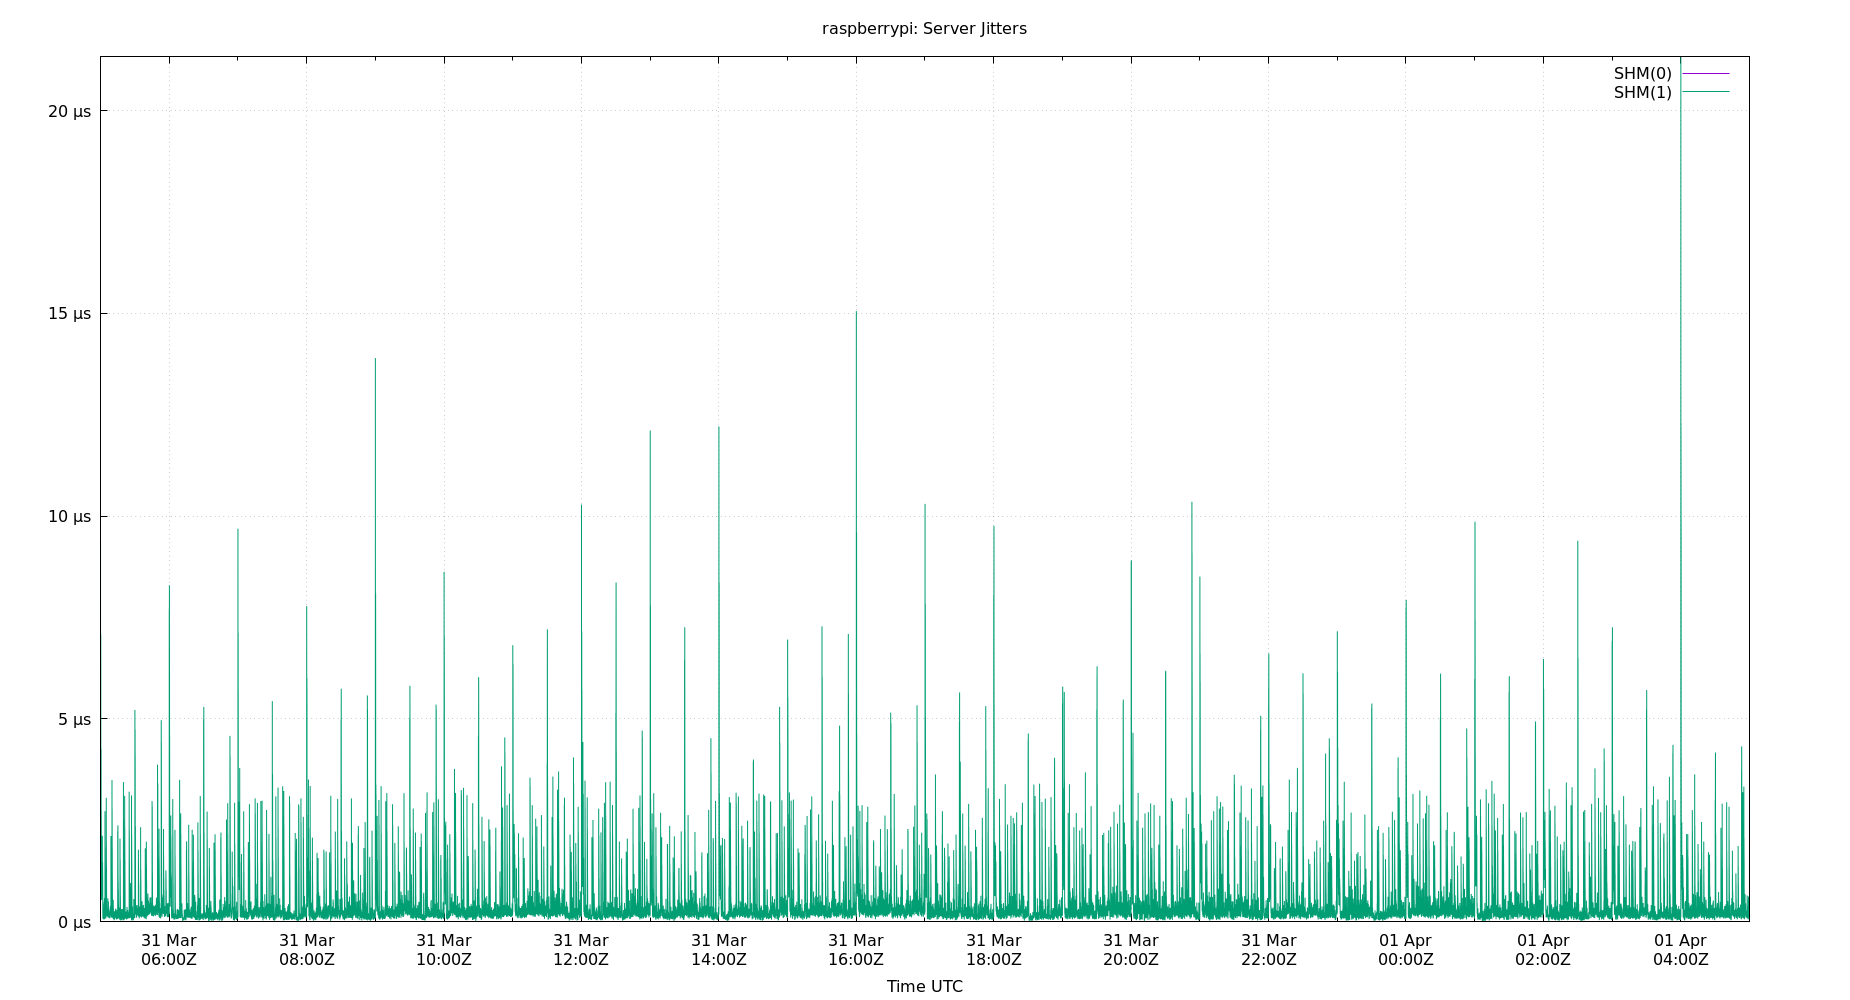 raspberrypi: Server Jitters
SHM(0)
SHM(1)
20 µs
15 µs
10 µs
5 µs
0 µs
31 Mar 31 Mar 31 Mar 31 Mar 31 Mar 31 Mar 31 Mar 31 Mar 31 Mar 01 Apr 01 Apr 01 Apr
06:00Z 08:00Z 10:00Z 12:00Z 14:00Z 16:00Z 18:00Z 20:00Z 22:00Z 00:00Z 02:00Z 04:00Z
Time UTC